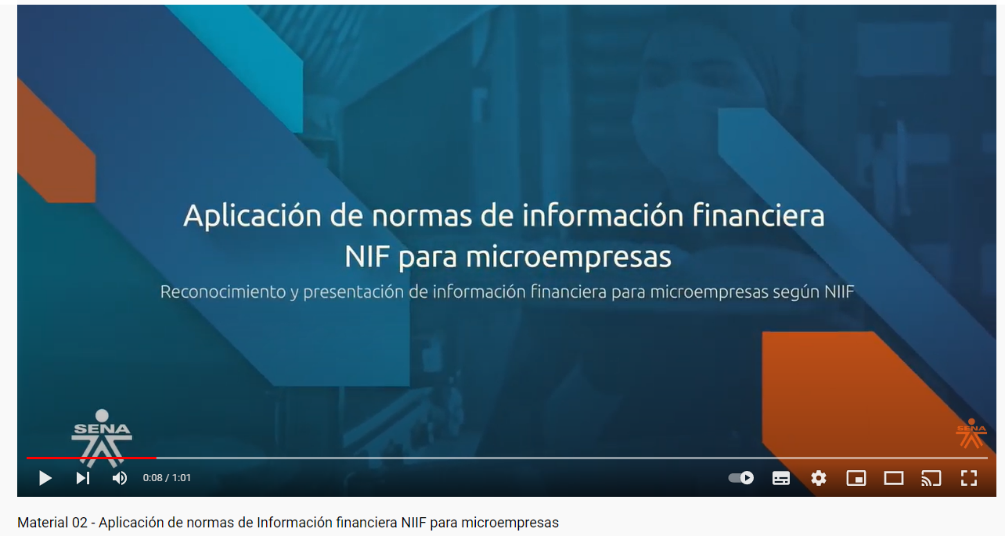 Aplicación de normas de información financiera
NIF para microempresas
Reconocimiento y presentación de información financiera para microempresas según NIIF
SENA
SENA
0:08 / 1:01
Material 02 - Aplicación de normas de Información financiera NIIF para microempresas